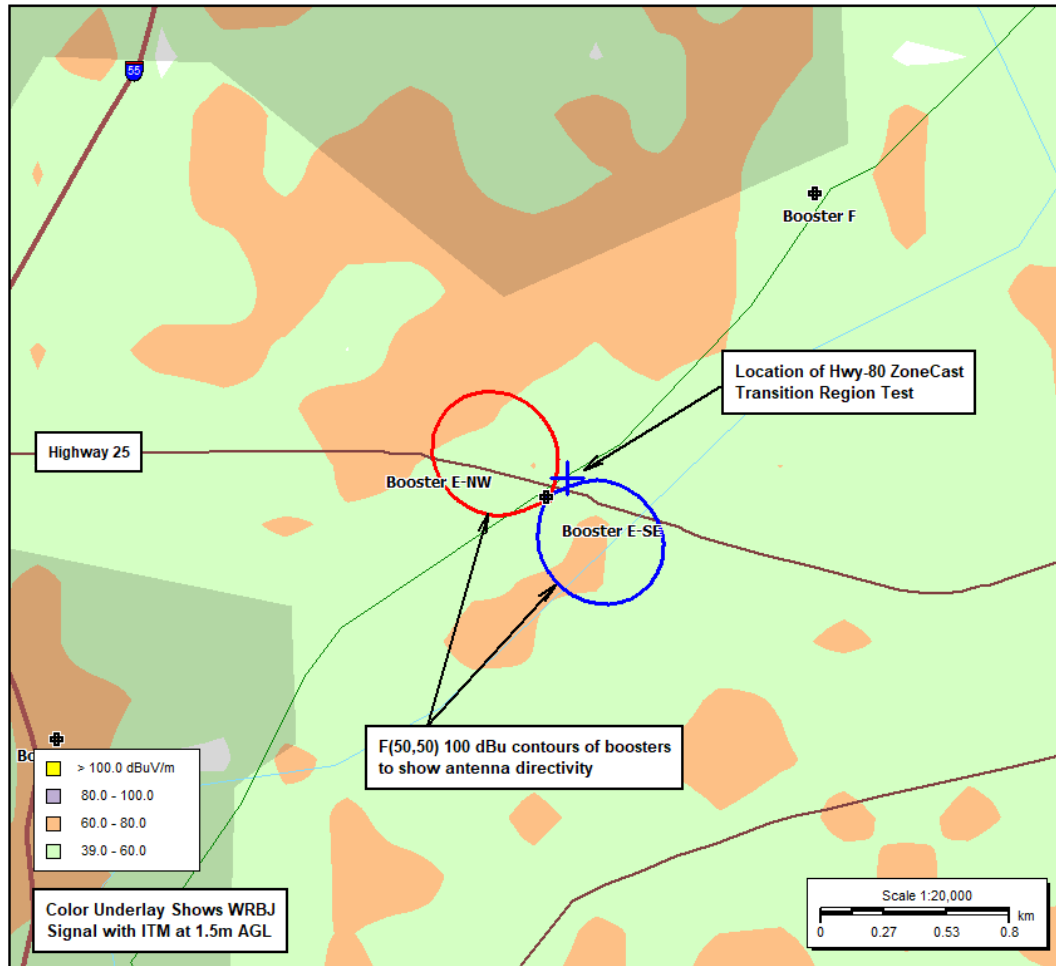 55
Booster F
Location of Hwy-80 ZoneCast
Transition Region Test
Highway 25
Booster E-NW
Booster E-SE
F(50,50) 100 dBu contours of boosters
to show antenna directivity
Bo
> 100.0 dBuV/m
80.0 - 100.0
60.0 - 80.0
39.0 - 60.0
Color Underlay Shows WRBJ
Signal with ITM at 1.5m AGL
Scale 1:20,000
km
0 0.27 0.53 0.8